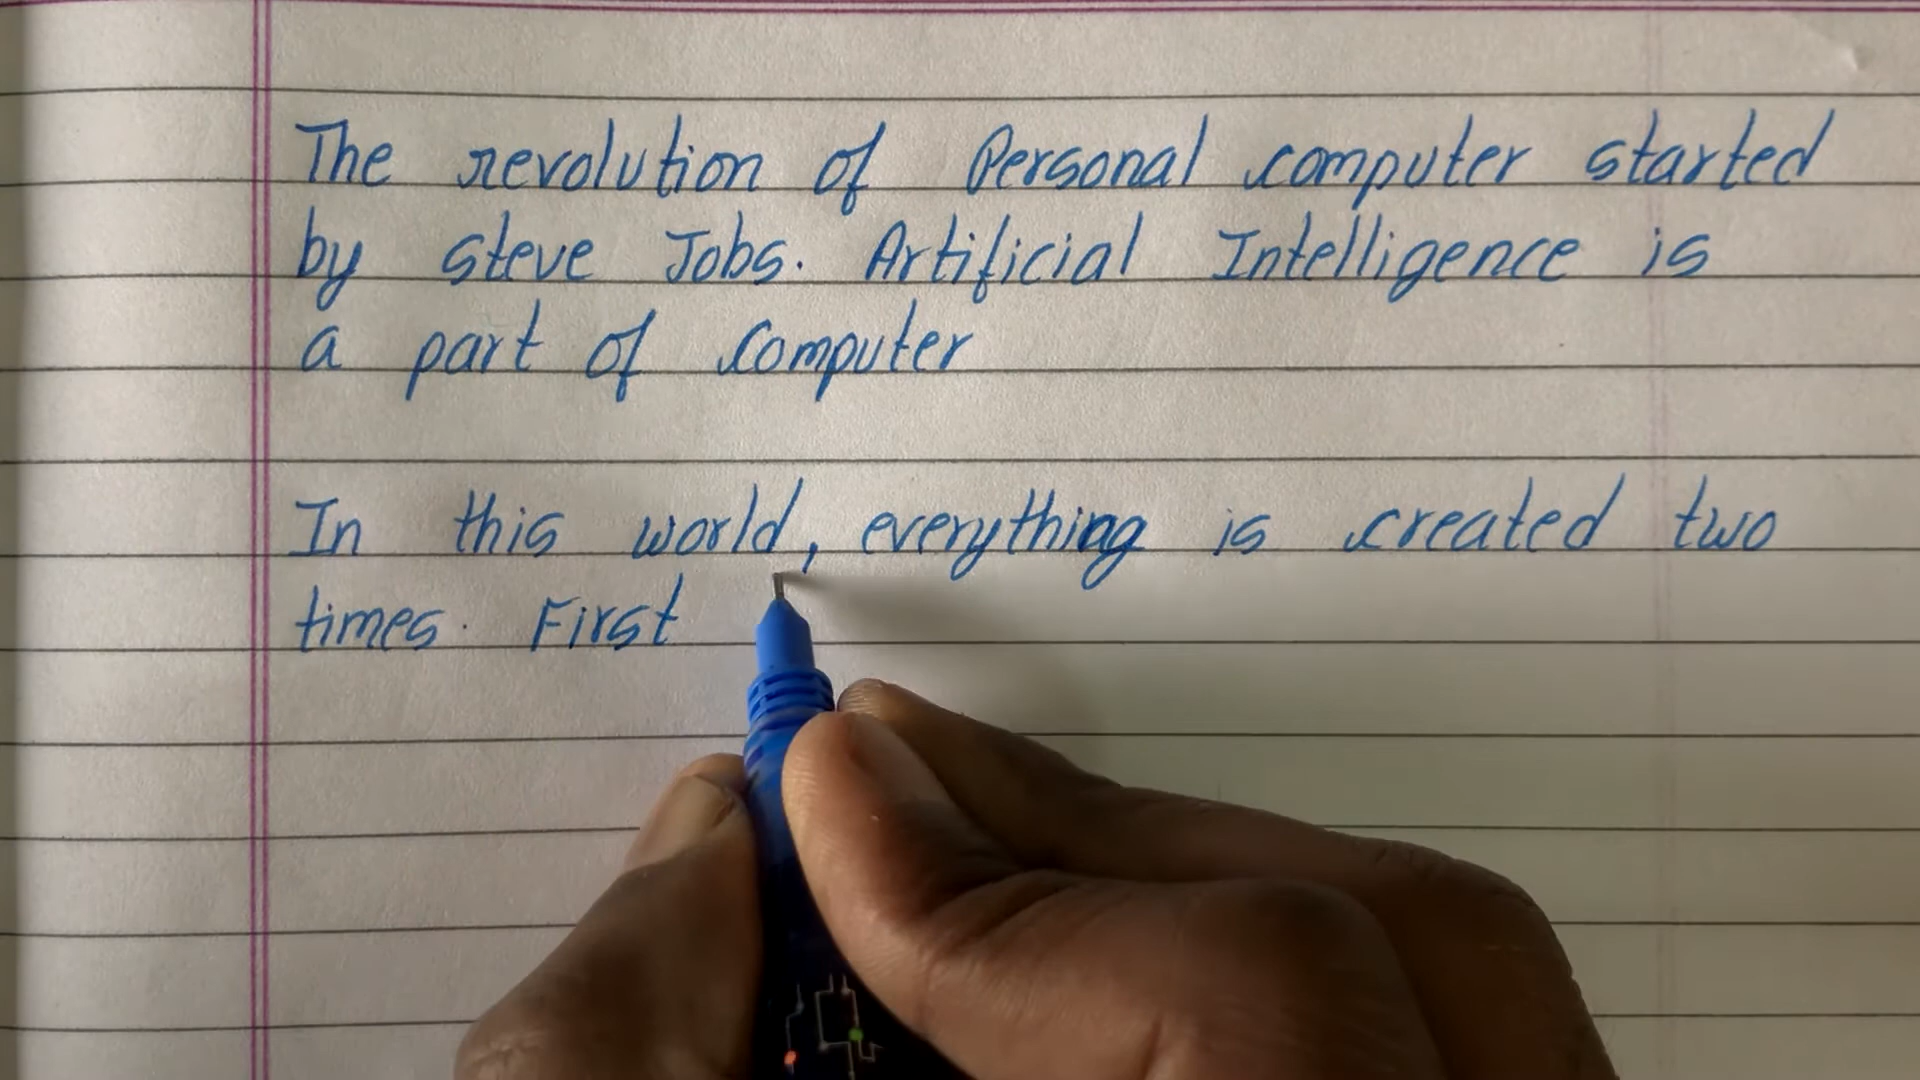 The revolution of Personal computer started
by steve Jobs. Artificial Intelligence is
a part of Computer
In this world, everything is created two
times. First